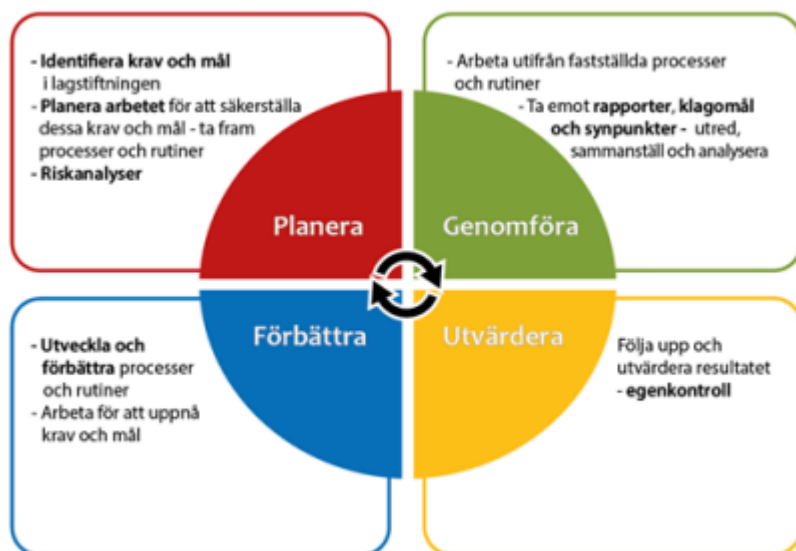 - Identifiera krav och mål
i lagstiftningen
- Planera arbetet för att säkerställa
dessa krav och mål - ta fram
processer och rutiner
- Riskanalyser
Planera
- Arbeta utifrån fastställda processer
och rutiner
- Ta emot rapporter, klagomål
och synpunkter - utred,
sammanställ och analysera
Genomföra
Förbättra
- Utveckla och
förbättra processer
och rutiner
- Arbeta för att uppnå
krav och mål
Utvärdera
Följa upp och
utvärdera resultatet
- egenkontroll